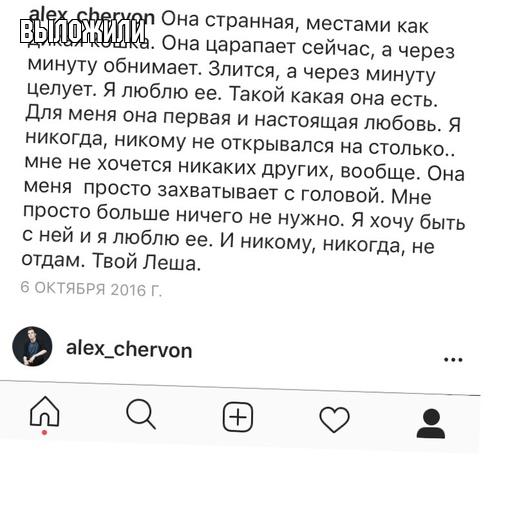 alex_chervon Она странная, местами как
ВЫЛОЖИЛИ
дикая кошка. Она царапает сейчас, а через
минуту обнимает. Злится, а через минуту
целует. Я люблю ее. Такой какая она есть.
Для меня она первая и настоящая любовь. Я
никогда, никому не открывался на столько..
мне не хочется никаких других, вообще. Она
меня просто захватывает с головой. Мне
просто больше ничего не нужно. Я хочу быть
с ней и я люблю ее. И никому, никогда, не
отдам. Твой Леша.
6 ОКТЯБРЯ 2016 Г.
alex_chervon